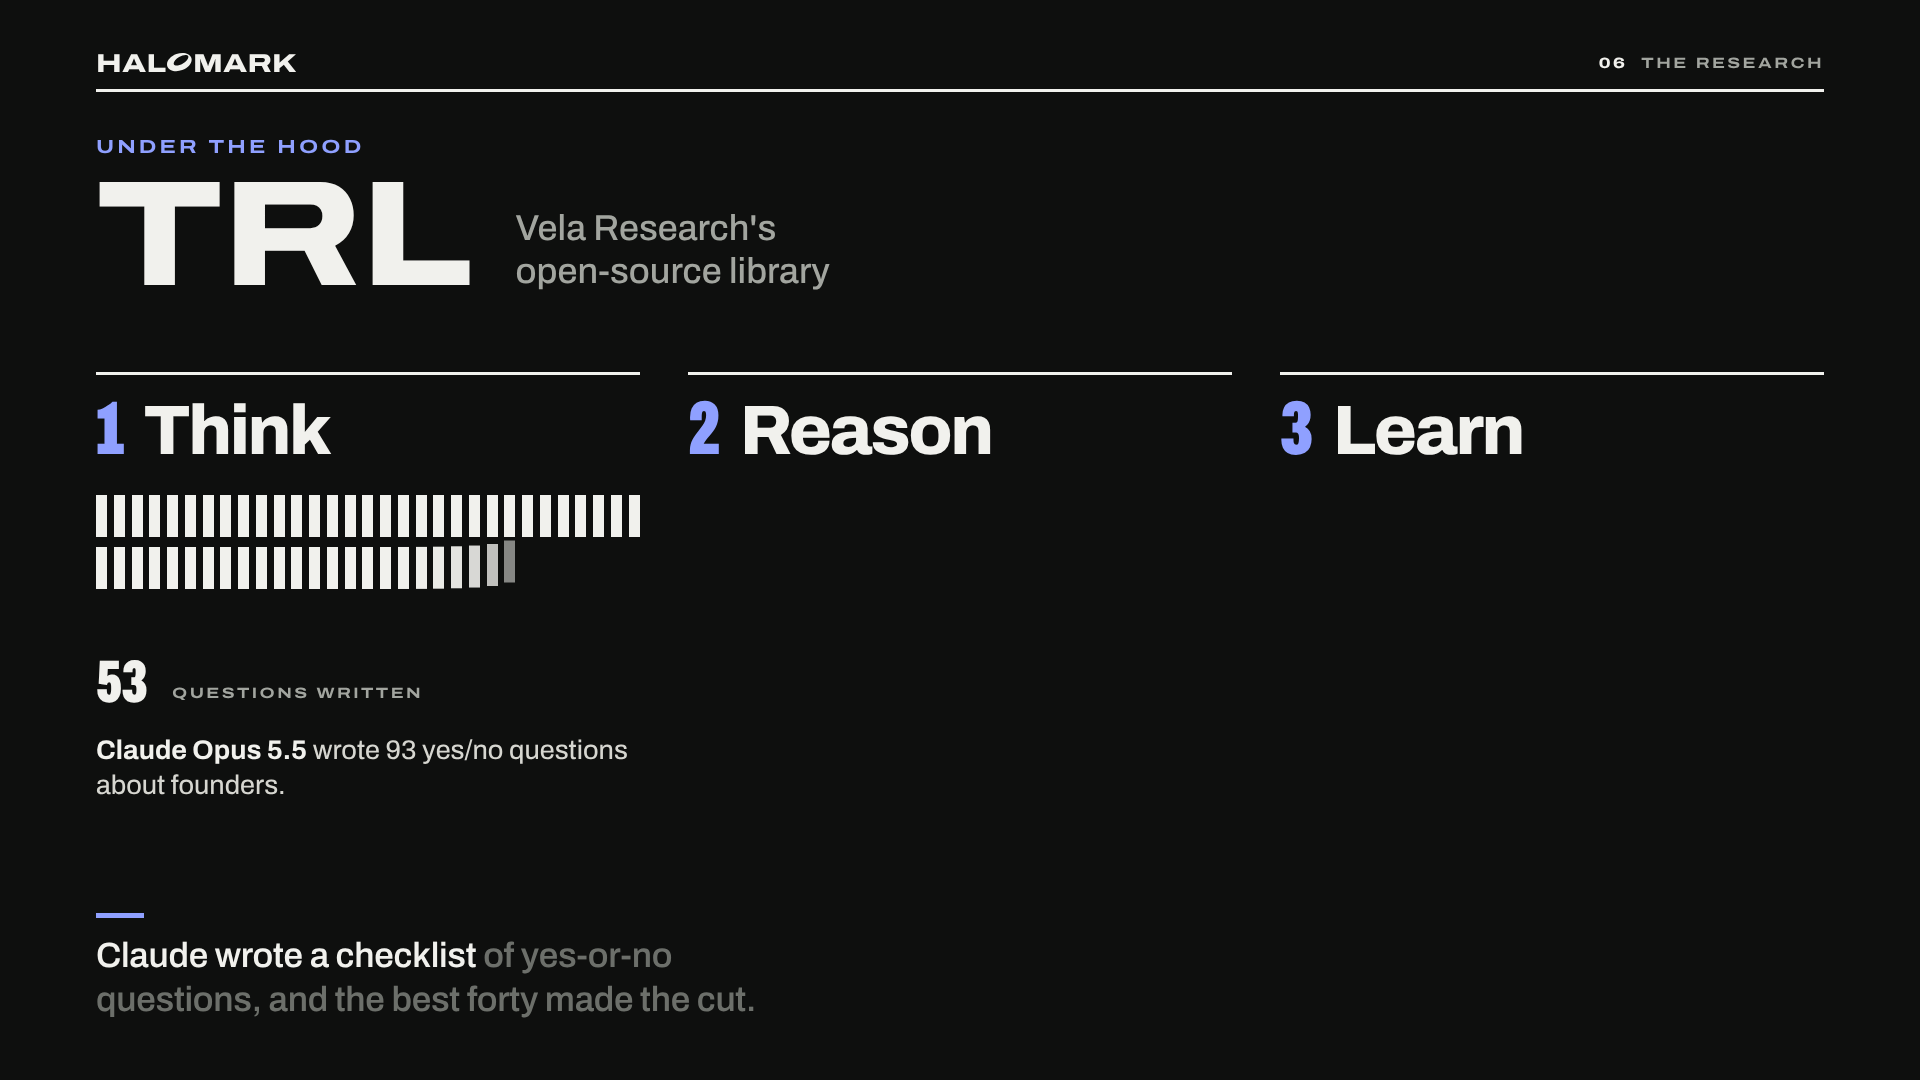 HALOMARK
06 THE RESEARCH
UNDER THE HOOD
TRL
Vela Research's
open-source library
1 Think
2 Reason
3 Learn
53 QUESTIONS WRITTEN
Claude Opus 5.5 wrote 93 yes/no questions
about founders.
Claude wrote a checklist of yes-or-no
questions, and the best forty made the cut.